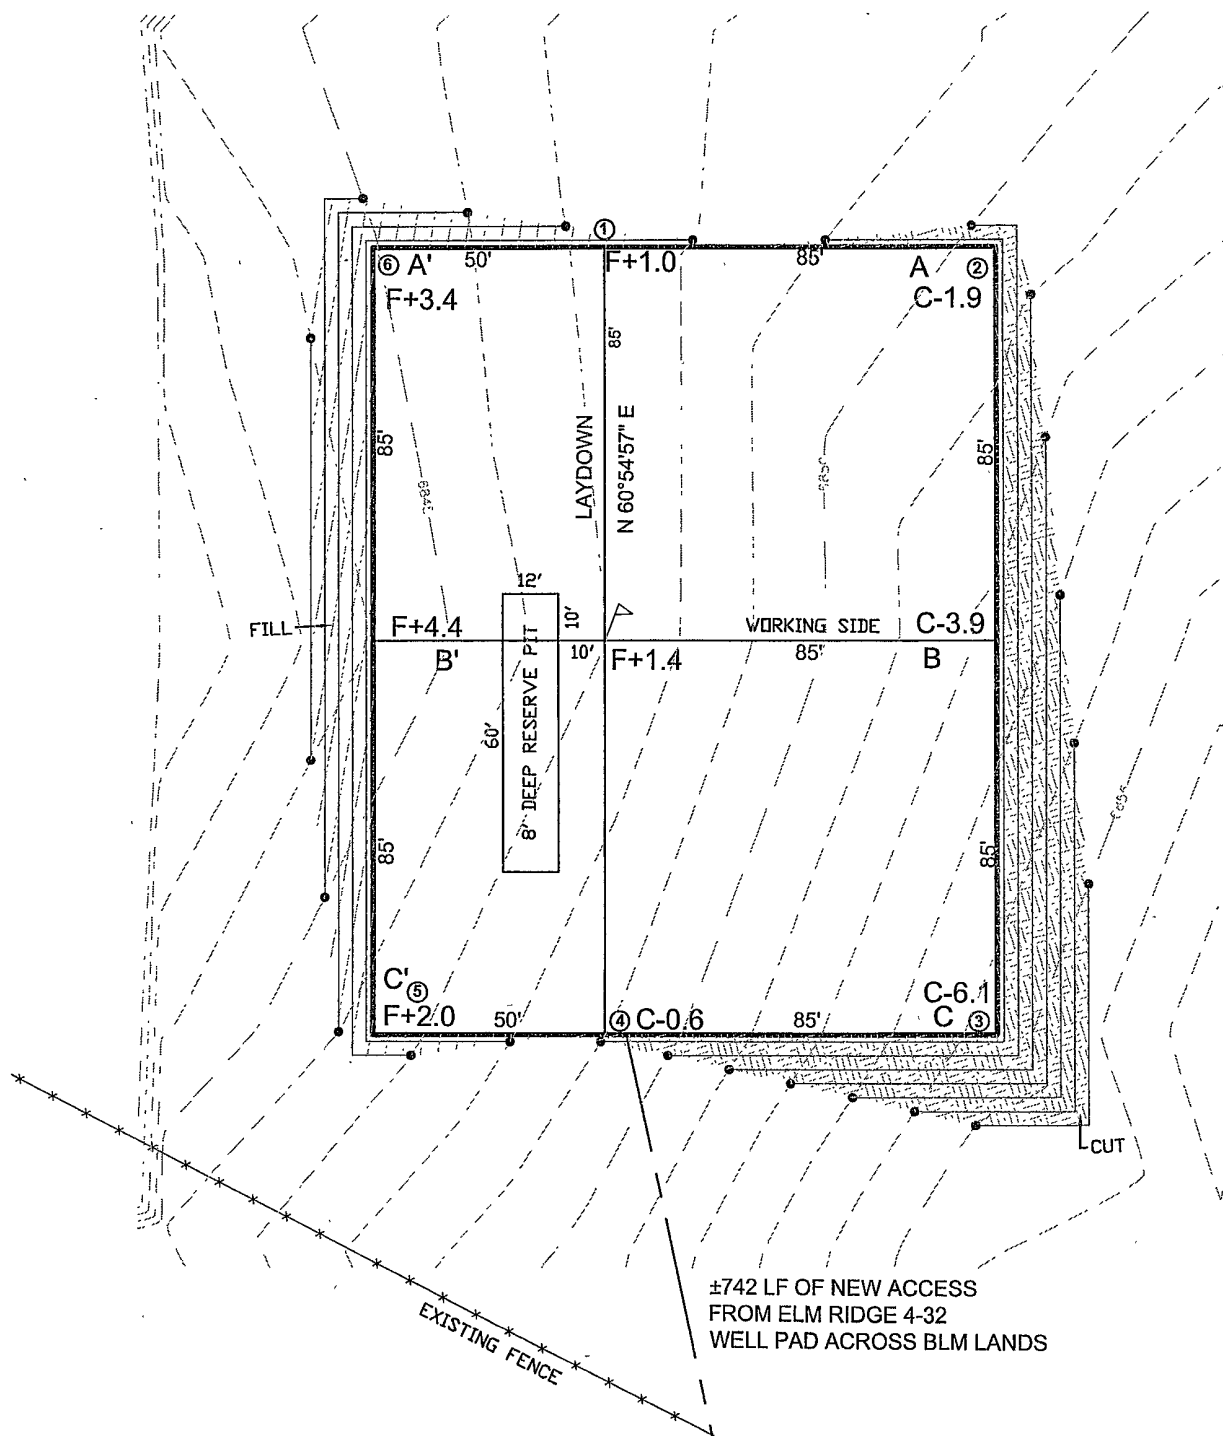 ①
⑥ A' 50' F+1.0 85' A ②
F+3.4 C-1.9
85'
LAYDOWN
N 60°54'57" E
85'
85'
12'
10'
FILL
F+4.4
WORKING SIDE
C-3.9
B'
10'
F+1.4
85'
B
8' DEEP RESERVE PIT
60'
85'
85'
C' ⑤
F+2.0
50'
④ C-0.6
85'
C-6.1
C ③
CUT
±742 LF OF NEW ACCESS
FROM ELM RIDGE 4-32
WELL PAD ACROSS BLM LANDS
EXISTING FENCE